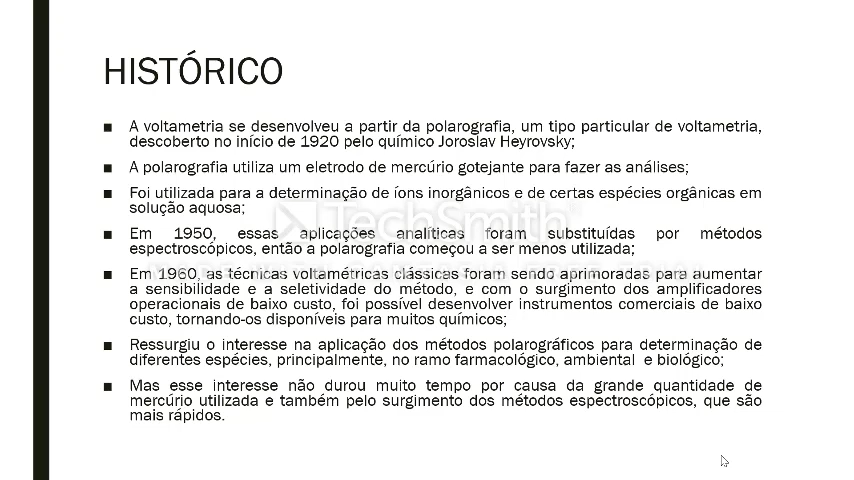 HISTÓRICO
■ A voltametria se desenvolveu a partir da polarografia, um tipo particular de voltametria,
descoberto no início de 1920 pelo químico Joroslav Heyrovsky;
■ A polarografia utiliza um eletrodo de mercúrio gotejante para fazer as análises;
■ Foi utilizada para a determinação de íons inorgânicos e de certas espécies orgânicas em
solução aquosa;
■ Em 1950, essas aplicações analíticas foram substituídas por métodos
espectroscópicos, então a polarografia começou a ser menos utilizada;
■ Em 1960, as técnicas voltamétricas clássicas foram sendo aprimoradas para aumentar
a sensibilidade e a seletividade do método, e com o surgimento dos amplificadores
operacionais de baixo custo, foi possível desenvolver instrumentos comerciais de baixo
custo, tornando-os disponíveis para muitos químicos;
■ Ressurgiu o interesse na aplicação dos métodos polarográficos para determinação de
diferentes espécies, principalmente, no ramo farmacológico, ambiental e biológico;
■ Mas esse interesse não durou muito tempo por causa da grande quantidade de
mercúrio utilizada e também pelo surgimento dos métodos espectroscópicos, que são
mais rápidos.
TechSmith